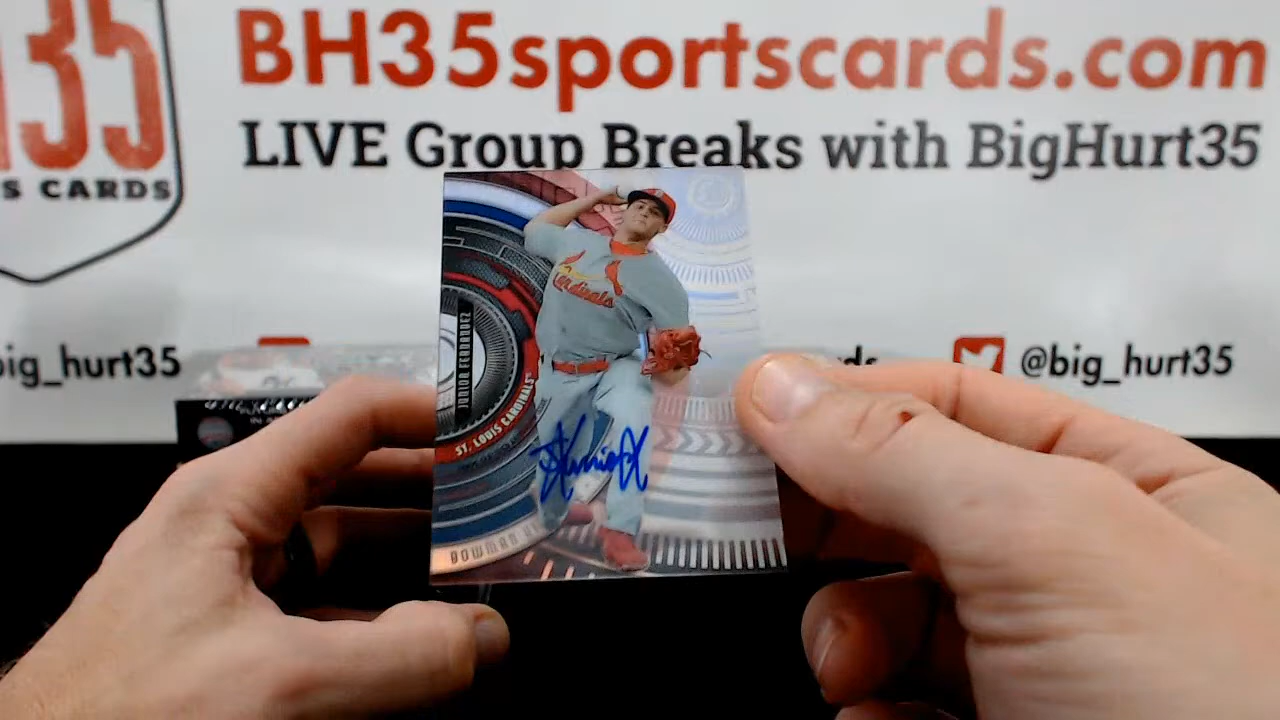 BH35sportscards.com
LIVE Group Breaks with BigHurt35
35
S CARDS
big_hurt35
@big_hurt35
Cardinals
JUNIOR FERNANDEZ
ST. LOUIS CARDINALS
BOWMAN